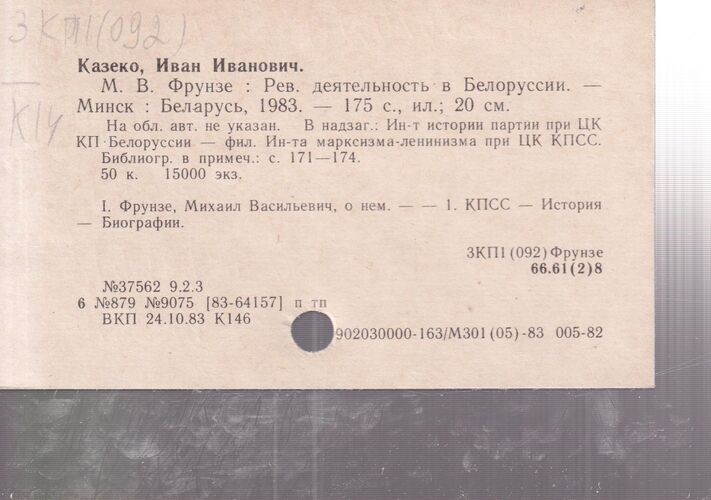 3КП1(092)
К14
Казеко, Иван Иванович.
М. В. Фрунзе : Рев. деятельность в Белоруссии. —
Минск : Беларусь, 1983. — 175 с., ил.; 20 см.
На обл. авт. не указан. В надзаг.: Ин-т истории партии при ЦК
КП Белоруссии — фил. Ин-та марксизма-ленинизма при ЦК КПСС.
Библиогр. в примеч.: с. 171—174.
50 к. 15000 экз.
I. Фрунзе, Михаил Васильевич, о нем. — — 1. КПСС — История
— Биографии.
3КП1(092)Фрунзе
66.61(2)8
№37562 9.2.3
6 №879 №9075 [83-64157] п тп
ВКП 24.10.83 К146
902030000-163/М301(05)-83 005-82